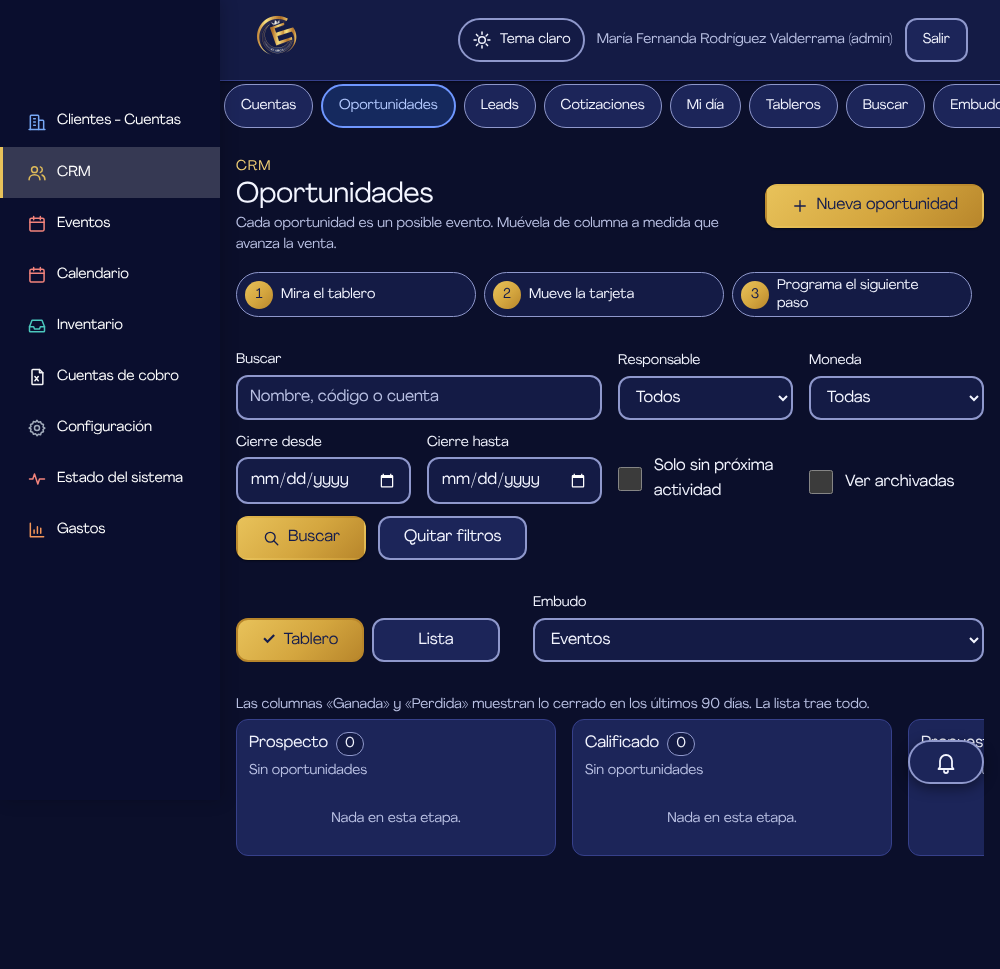 Tema claro
María Fernanda Rodríguez Valderrama (admin)
Salir
Clientes - Cuentas
CRM
Eventos
Calendario
Inventario
Cuentas de cobro
Configuración
Estado del sistema
Gastos
Cuentas
Oportunidades
Leads
Cotizaciones
Mi día
Tableros
Buscar
CRM
Oportunidades
Cada oportunidad es un posible evento. Muévela de columna a medida que
avanza la venta.
Nueva oportunidad
1 Mira el tablero
2 Mueve la tarjeta
3 Programa el siguiente
paso
Buscar
Nombre, código o cuenta
Responsable
Todos
Moneda
Todas
Cierre desde
mm/dd/yyyy
Cierre hasta
mm/dd/yyyy
Solo sin próxima
actividad
Ver archivadas
Buscar
Quitar filtros
Tablero
Lista
Embudo
Eventos
Las columnas «Ganada» y «Perdida» muestran lo cerrado en los últimos 90 días. La lista trae todo.
Prospecto 0
Sin oportunidades
Nada en esta etapa.
Calificado 0
Sin oportunidades
Nada en esta etapa.